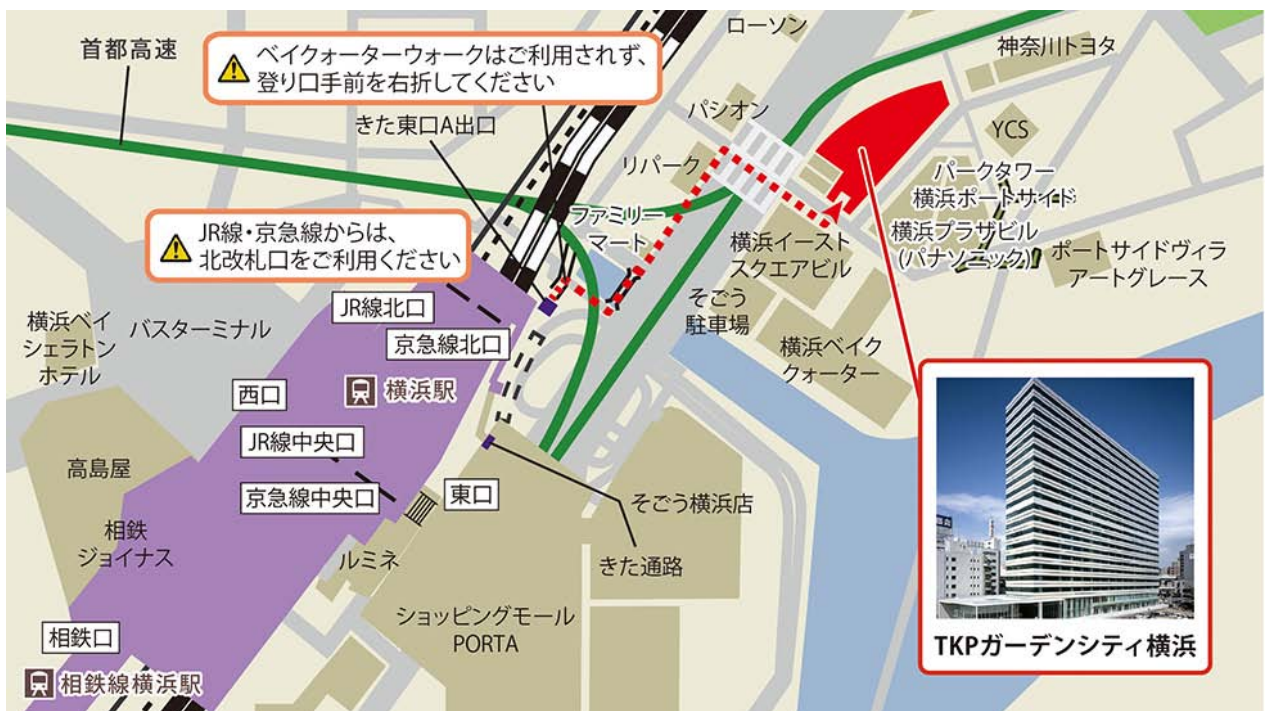 ローソン
神奈川トヨタ
首都高速
ベイクォーターウォークはご利用されず、
登り口手前を右折してください
パシオン
きた東口A出口
YCS
リパーク
パークタワー
横浜ポートサイド
ファミリー
マート
JR線・京急線からは、
北改札口をご利用ください
横浜イースト
スクエアビル
横浜プラザビル
(パナソニック)
ポートサイドヴィラ
アートグレース
JR線北口
京急線北口
そごう
駐車場
横浜ベイ
シェラトン
ホテル
バスターミナル
横浜ベイク
クォーター
西口
横浜駅
JR線中央口
高島屋
京急線中央口
東口
そごう横浜店
相鉄
ジョイナス
ルミネ
きた通路
ショッピングモール
PORTA
相鉄口
相鉄線横浜駅
TKPガーデンシティ横浜